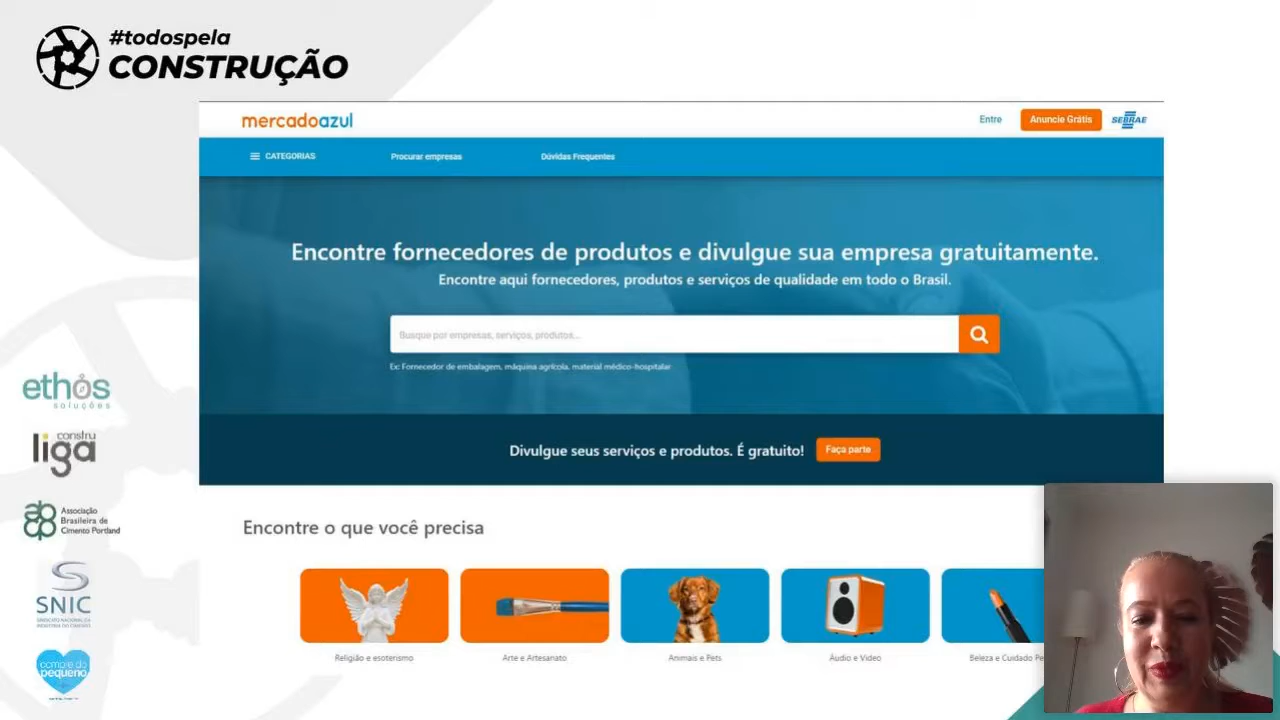 #todospela
CONSTRUÇÃO
mercadoazul
Entre
Anuncie Grátis
SEBRAE
CATEGORIAS
Procurar empresas
Dúvidas Frequentes
Encontre fornecedores de produtos e divulgue sua empresa gratuitamente.
Encontre aqui fornecedores, produtos e serviços de qualidade em todo o Brasil.
Busque por empresas, serviços, produtos...
Ex: Fornecedor de embalagem, máquina agrícola, material médico-hospitalar
Divulgue seus serviços e produtos. É gratuito!
Faça parte
Encontre o que você precisa
Religião e esoterismo
Arte e Artesanato
Animais e Pets
Áudio e Video
Beleza e Cuidado Pe
ethos
soluções
constru
liga
Associação
Brasileira de
Cimento Portland
SNIC
SINDICATO NACIONAL DA
INDÚSTRIA DO CIMENTO
compre do
pequeno